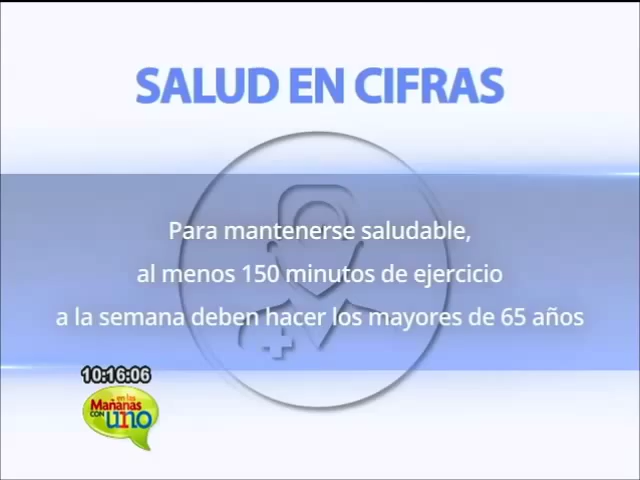 SALUD EN CIFRAS
Para mantenerse saludable,
al menos 150 minutos de ejercicio
a la semana deben hacer los mayores de 65 años
10:16:06
en las
Mañanas
CON uno